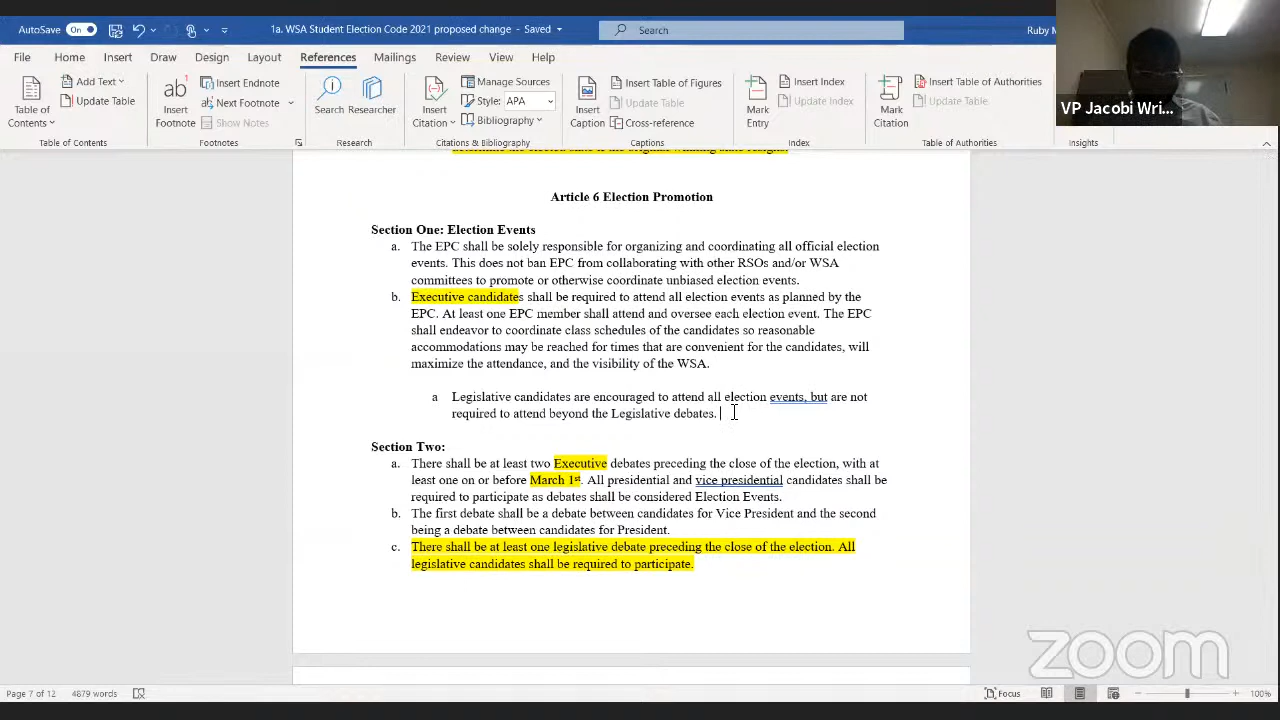 AutoSave On 1a. WSA Student Election Code 2021 proposed change - Saved Search Ruby M
File Home Insert Draw Design Layout References Mailings Review View Help
Table of Contents Add Text Update Table Table of Contents
Insert Footnote Insert Endnote Next Footnote Show Notes Footnotes
Search Researcher Research
Insert Citation Manage Sources Style: APA Bibliography Citations & Bibliography
Insert Caption Insert Table of Figures Update Table Cross-reference Captions
Mark Entry Insert Index Update Index Index
Mark Citation Insert Table of Authorities Update Table Table of Authorities
Insights
VP Jacobi Wri...
Article 6 Election Promotion
Section One: Election Events
a. The EPC shall be solely responsible for organizing and coordinating all official election
events. This does not ban EPC from collaborating with other RSOs and/or WSA
committees to promote or otherwise coordinate unbiased election events.
b. Executive candidates shall be required to attend all election events as planned by the
EPC. At least one EPC member shall attend and oversee each election event. The EPC
shall endeavor to coordinate class schedules of the candidates so reasonable
accommodations may be reached for times that are convenient for the candidates, will
maximize the attendance, and the visibility of the WSA.
a Legislative candidates are encouraged to attend all election events, but are not
required to attend beyond the Legislative debates.
Section Two:
a. There shall be at least two Executive debates preceding the close of the election, with at
least one on or before March 1st. All presidential and vice presidential candidates shall be
required to participate as debates shall be considered Election Events.
b. The first debate shall be a debate between candidates for Vice President and the second
being a debate between candidates for President.
c. There shall be at least one legislative debate preceding the close of the election. All
legislative candidates shall be required to participate.
zoom
Page 7 of 12 4879 words Focus 100%